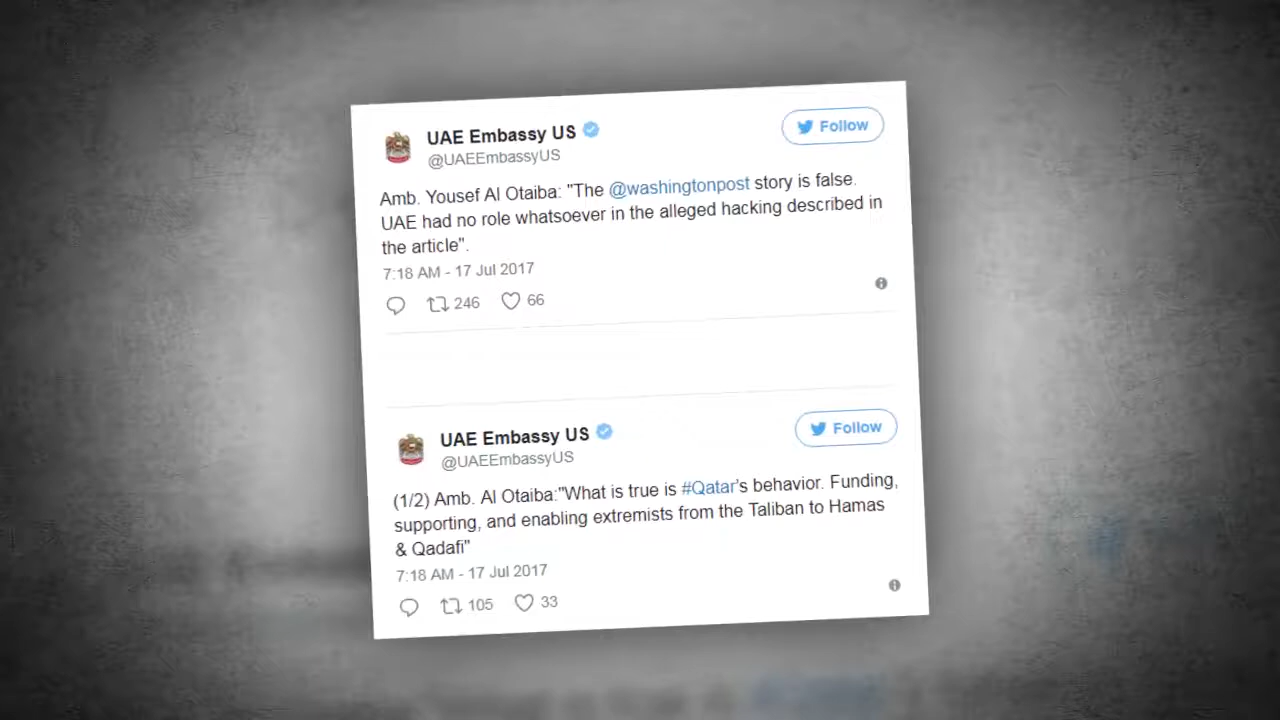 UAE Embassy US
Follow
@UAEEmbassyUS
Amb. Yousef Al Otaiba: "The @washingtonpost story is false.
UAE had no role whatsoever in the alleged hacking described in
the article".
7:18 AM - 17 Jul 2017
246 66
UAE Embassy US
Follow
@UAEEmbassyUS
(1/2) Amb. Al Otaiba:"What is true is #Qatar's behavior. Funding,
supporting, and enabling extremists from the Taliban to Hamas
& Qadafi"
7:18 AM - 17 Jul 2017
105 33